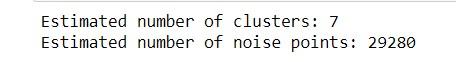 Estimated number of clusters: 7
Estimated number of noise points: 29280